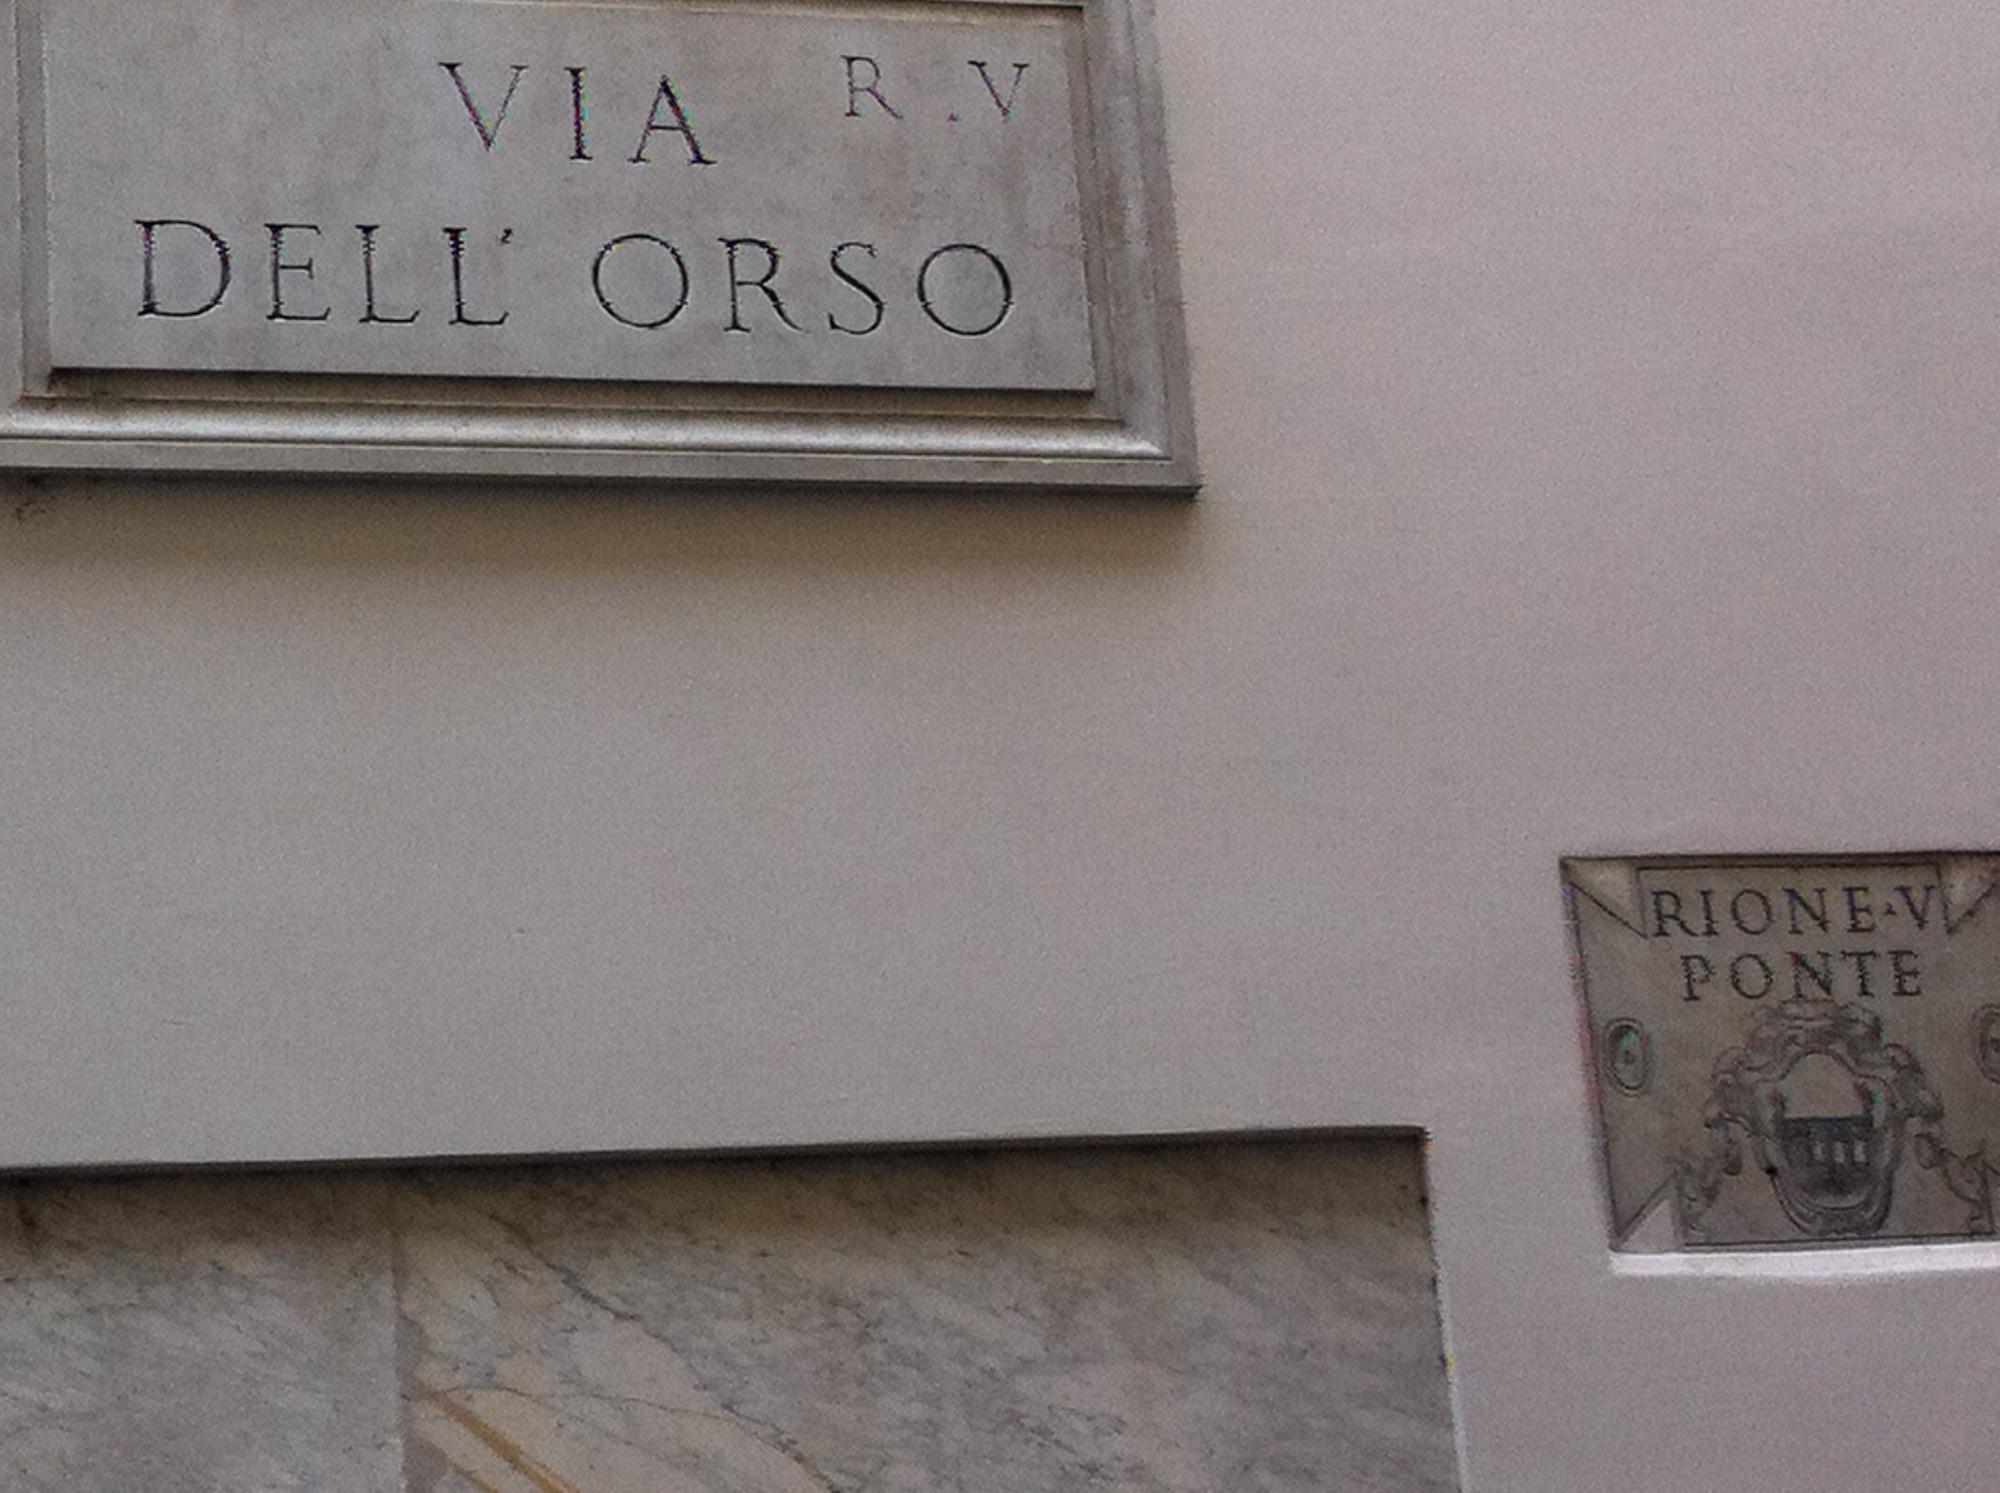 VIA R.V
DELL' ORSO
RIONE·V
PONTE